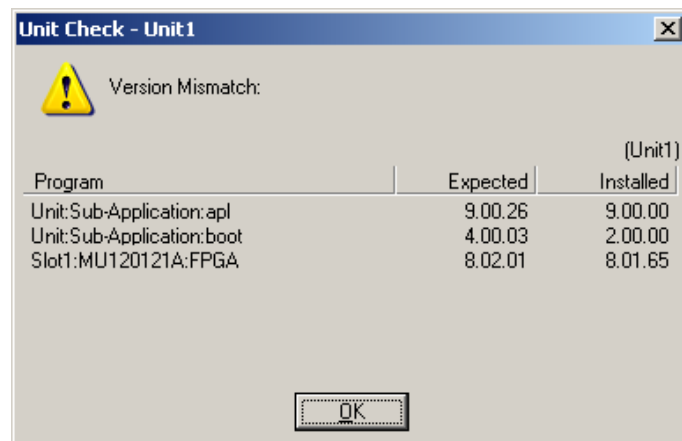 Unit Check - Unit1
Version Mismatch:
(Unit1)
Program Expected Installed
Unit:Sub-Application:apl 9.00.26 9.00.00
Unit:Sub-Application:boot 4.00.03 2.00.00
Slot1:MU120121A:FPGA 8.02.01 8.01.65
OK